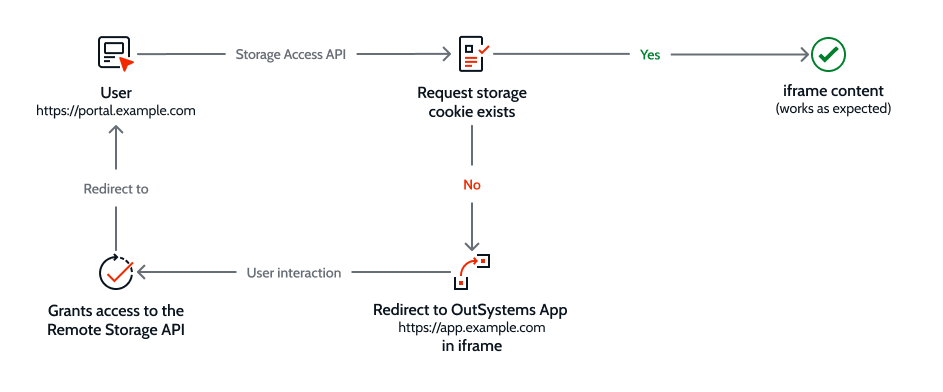 Storage Access API
Yes
User
https://portal.example.com
Request storage
cookie exists
iframe content
(works as expected)
Redirect to
No
User interaction
Grants access to the
Remote Storage API
Redirect to OutSystems App
https://app.example.com
in iframe